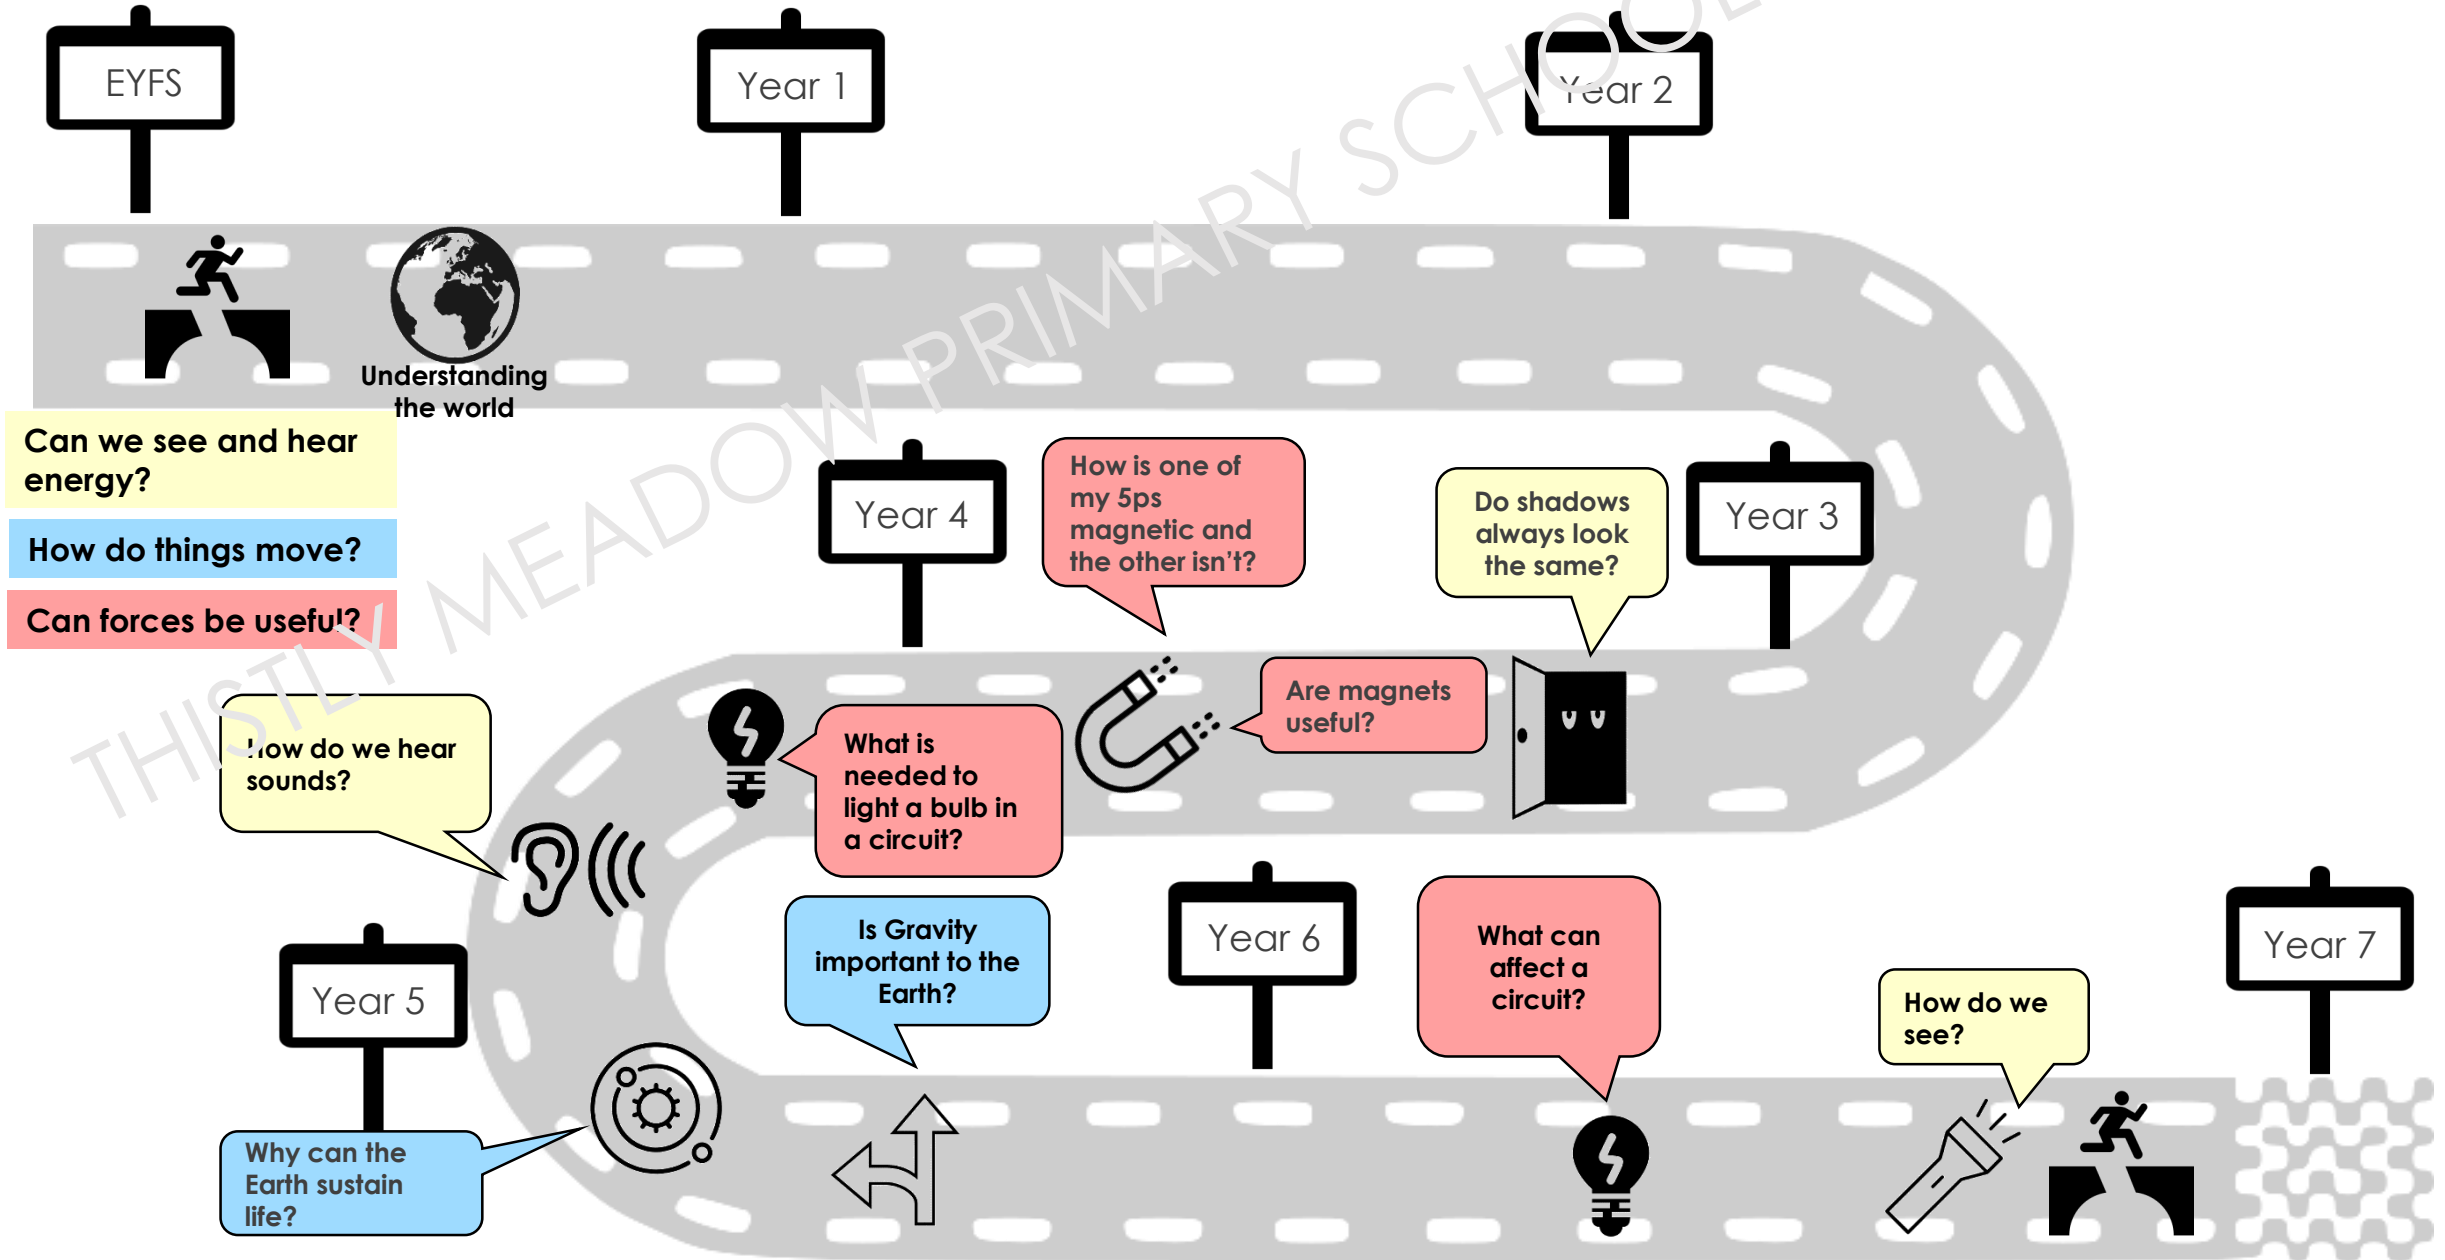 EYFS
Year 1
Year 2
Understanding
the world
Can we see and hear
energy?
How do things move?
Can forces be useful?
Year 3
Do shadows
always look
the same?
How is one of
my 5ps
magnetic and
the other isn't?
Are magnets
useful?
Year 4
What is
needed to
light a bulb in
a circuit?
How do we hear
sounds?
Year 5
Why can the
Earth sustain
life?
Is Gravity
important to the
Earth?
Year 6
What can
affect a
circuit?
How do we
see?
Year 7
THISTLY MEADOW PRIMARY SCHOOL